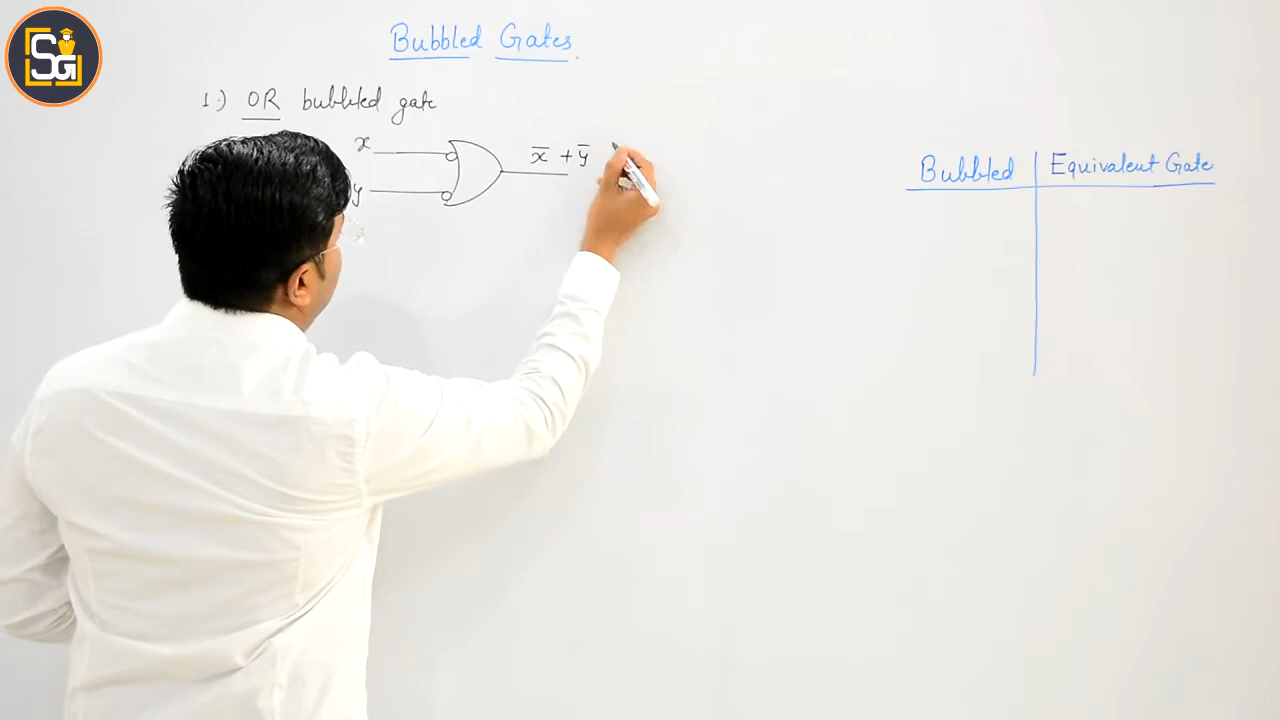 SG
Bubbled Gates.
1.) OR bubbled gate
x
x̅ + y̅
y
Bubbled | Equivalent Gate